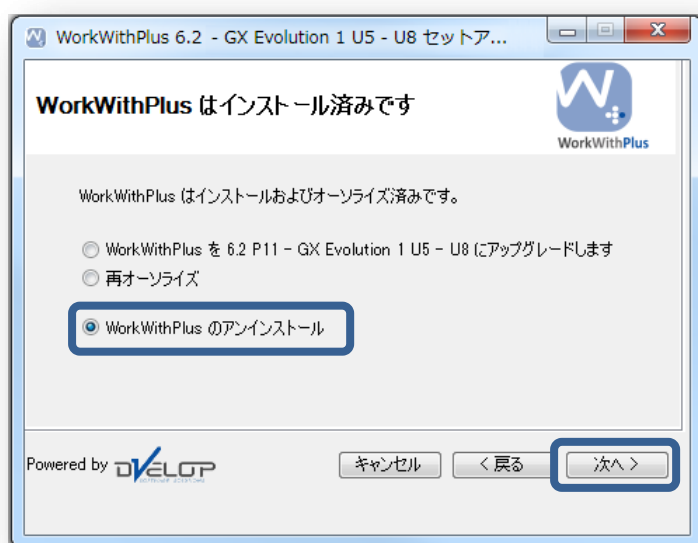 WorkWithPlus 6.2 - GX Evolution 1 U5 - U8 セットア...
WorkWithPlus はインストール済みです
WorkWithPlus
WorkWithPlus はインストールおよびオーソライズ済みです。
WorkWithPlus を 6.2 P11 - GX Evolution 1 U5 - U8 にアップグレードします
再オーソライズ
WorkWithPlus のアンインストール
Powered by DVELOP
キャンセル < 戻る 次へ >